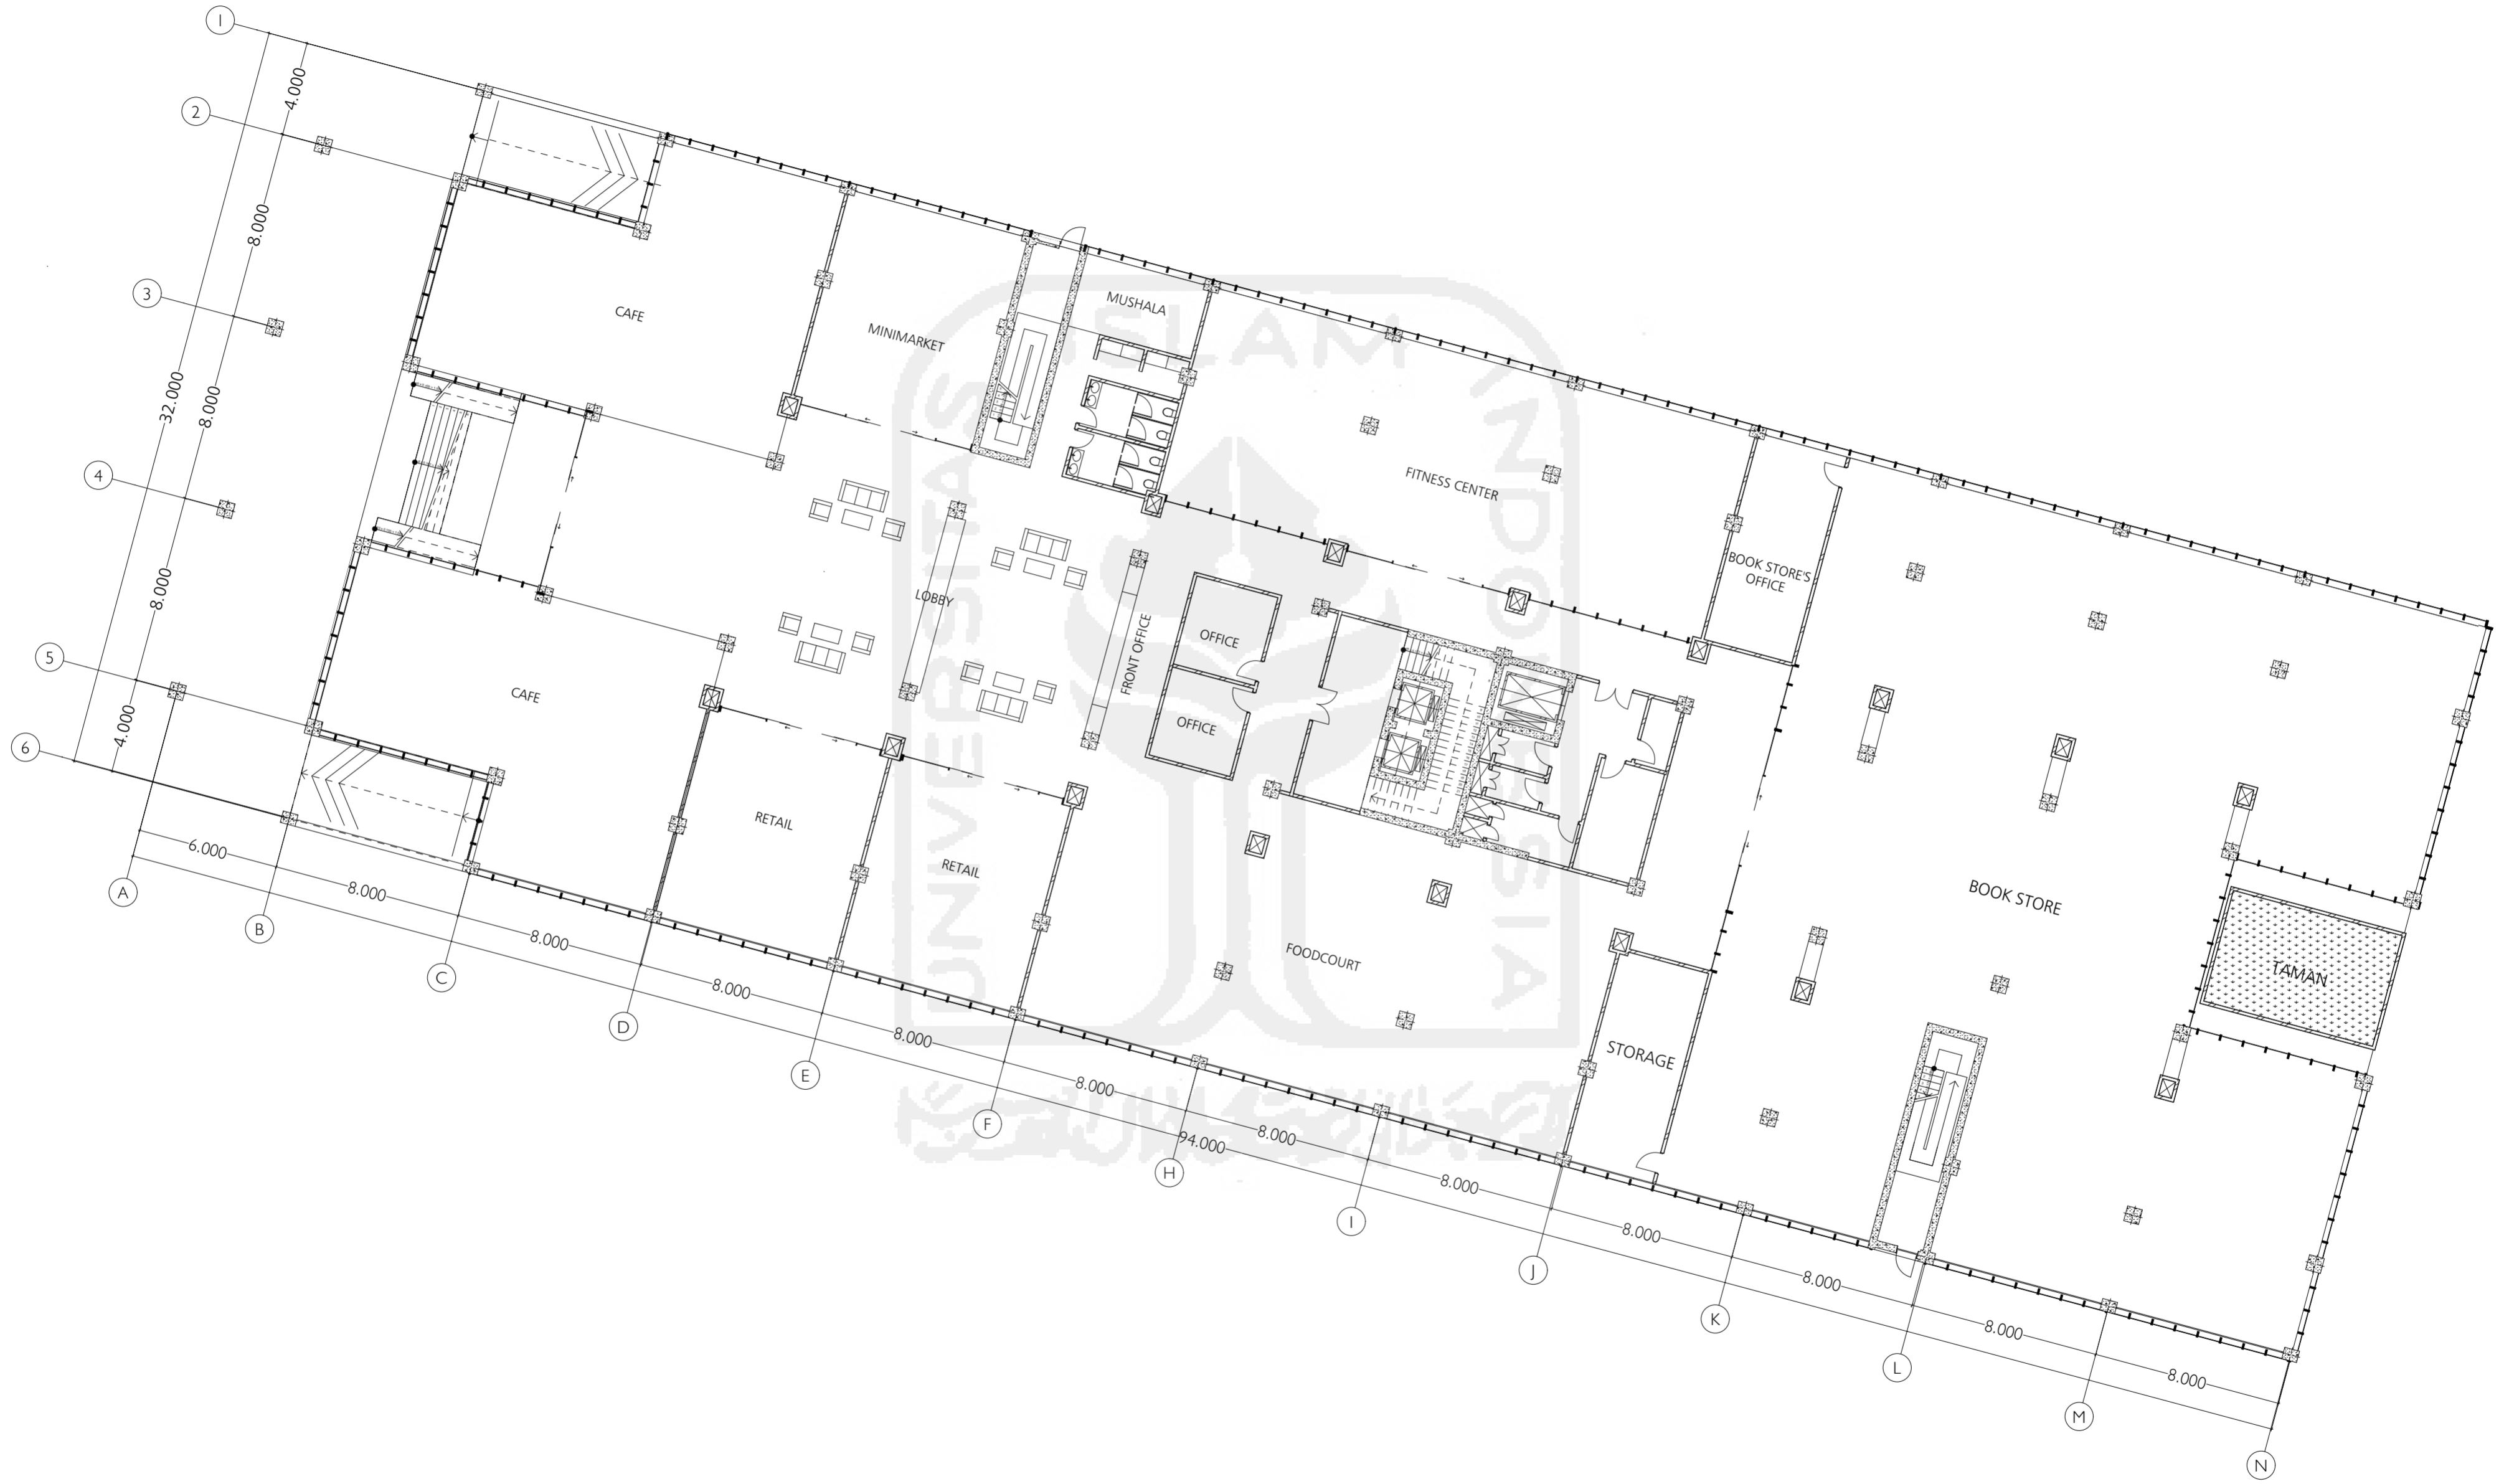 1
2
3
4
5
6
4.000
8.000
8.000
8.000
4.000
32.000
CAFE
MINIMARKET
MUSHALA
FITNESS CENTER
BOOK STORE'S
OFFICE
LOBBY
FRONT OFFICE
OFFICE
OFFICE
CAFE
RETAIL
RETAIL
FOODCOURT
STORAGE
BOOK STORE
TAMAN
6.000
8.000
8.000
8.000
8.000
8.000
8.000
8.000
8.000
8.000
8.000
8.000
94.000
A
B
C
D
E
F
H
I
J
K
L
M
N
UNIVERSITAS
ISLAM
INDONESIA